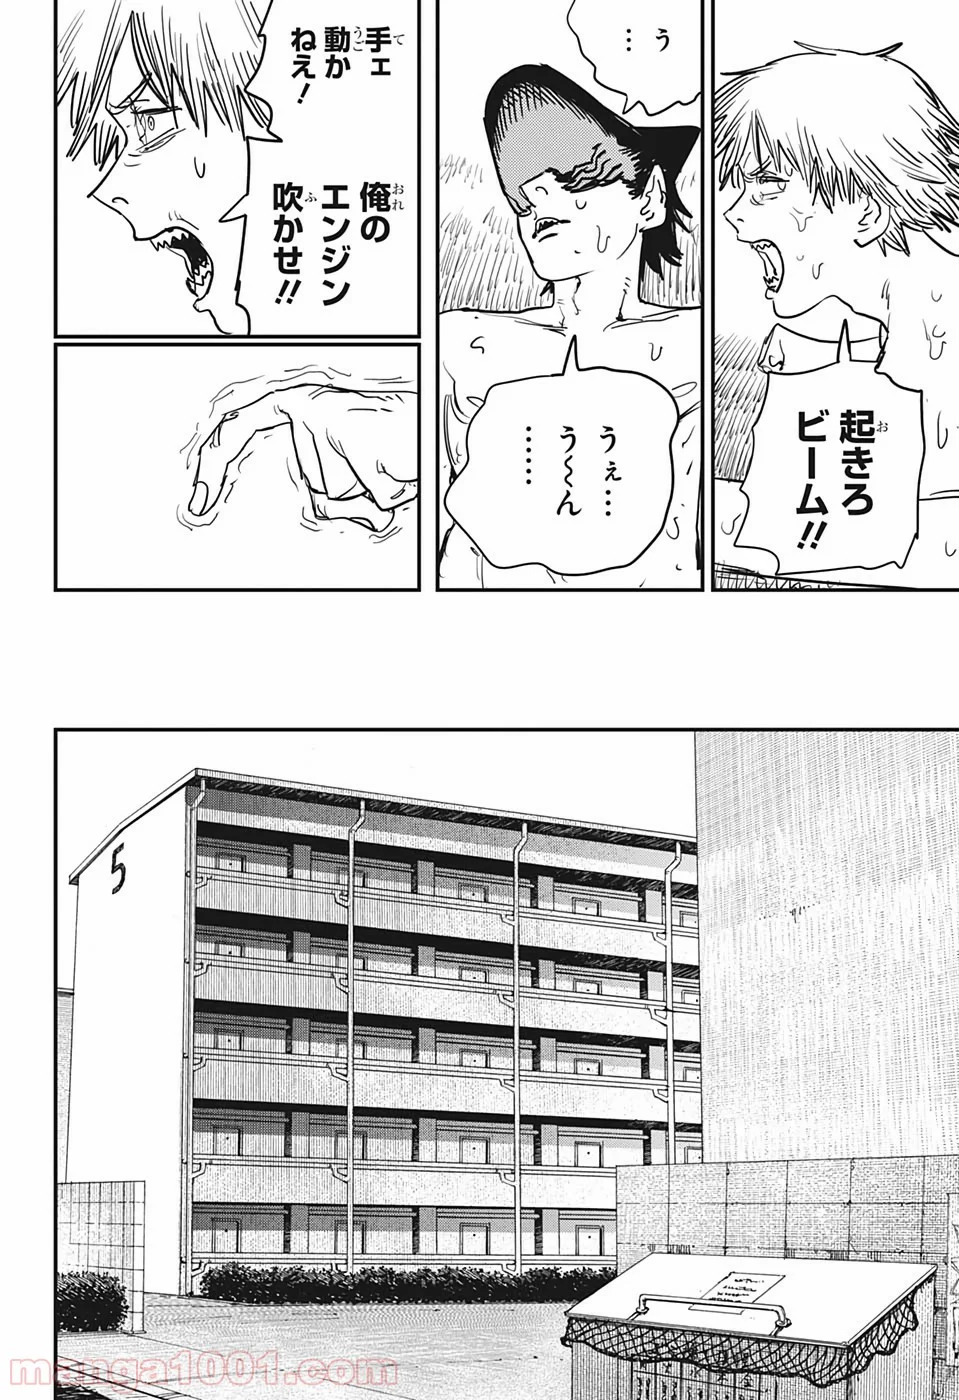 起きろ
ビーム!!
う
…
うぇ…
う〜ん
……
手ェ
動か
ねえ!
俺の
エンジン
吹かせ!!
5
manga1001.com